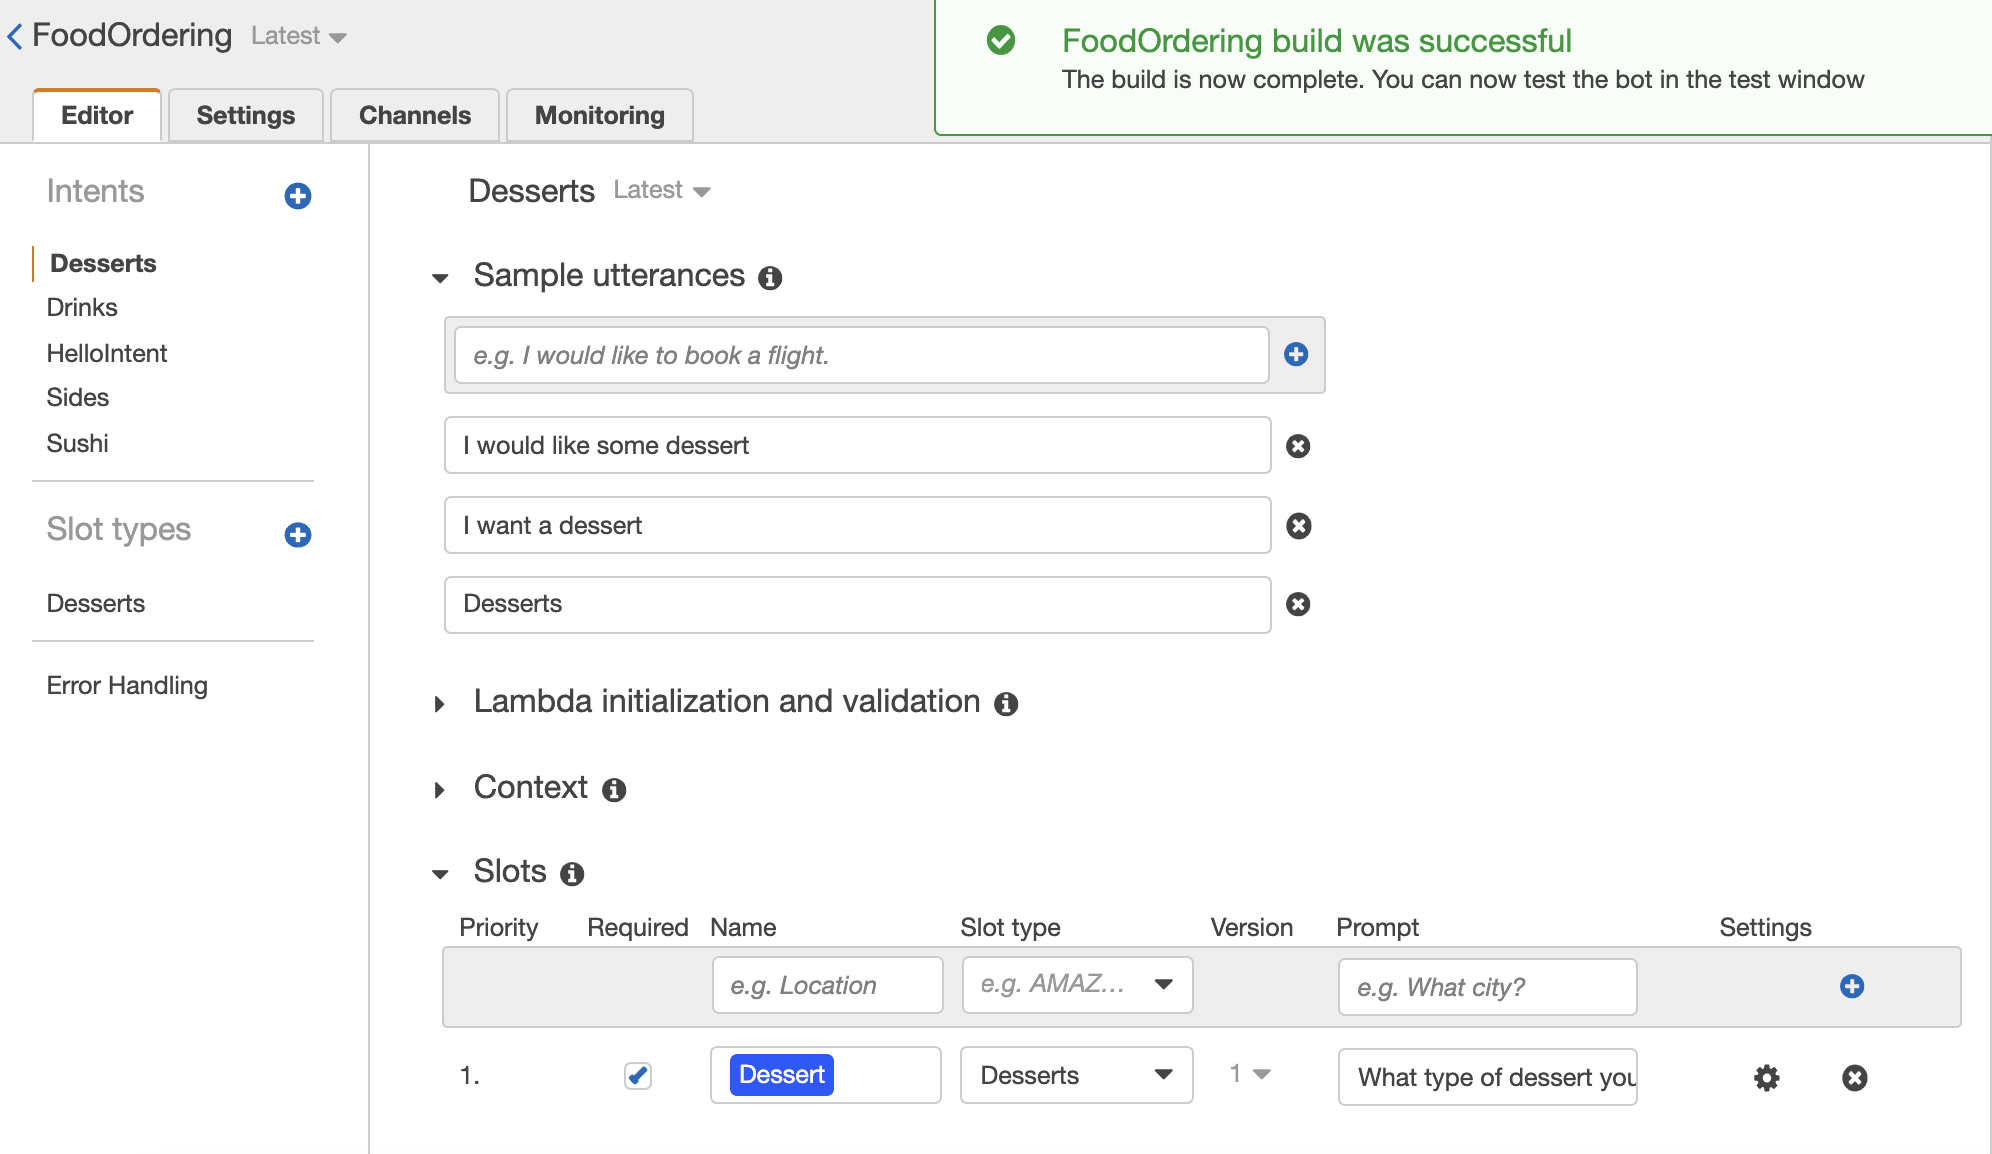 FoodOrdering Latest
FoodOrdering build was successful
The build is now complete. You can now test the bot in the test window
Editor Settings Channels Monitoring
Intents
Desserts
Drinks
HelloIntent
Sides
Sushi
Slot types
Desserts
Error Handling
Desserts Latest
Sample utterances
e.g. I would like to book a flight.
I would like some dessert
I want a dessert
Desserts
Lambda initialization and validation
Context
Slots
Priority Required Name Slot type Version Prompt Settings
e.g. Location e.g. AMAZ... e.g. What city?
1. Dessert Desserts 1 What type of dessert you